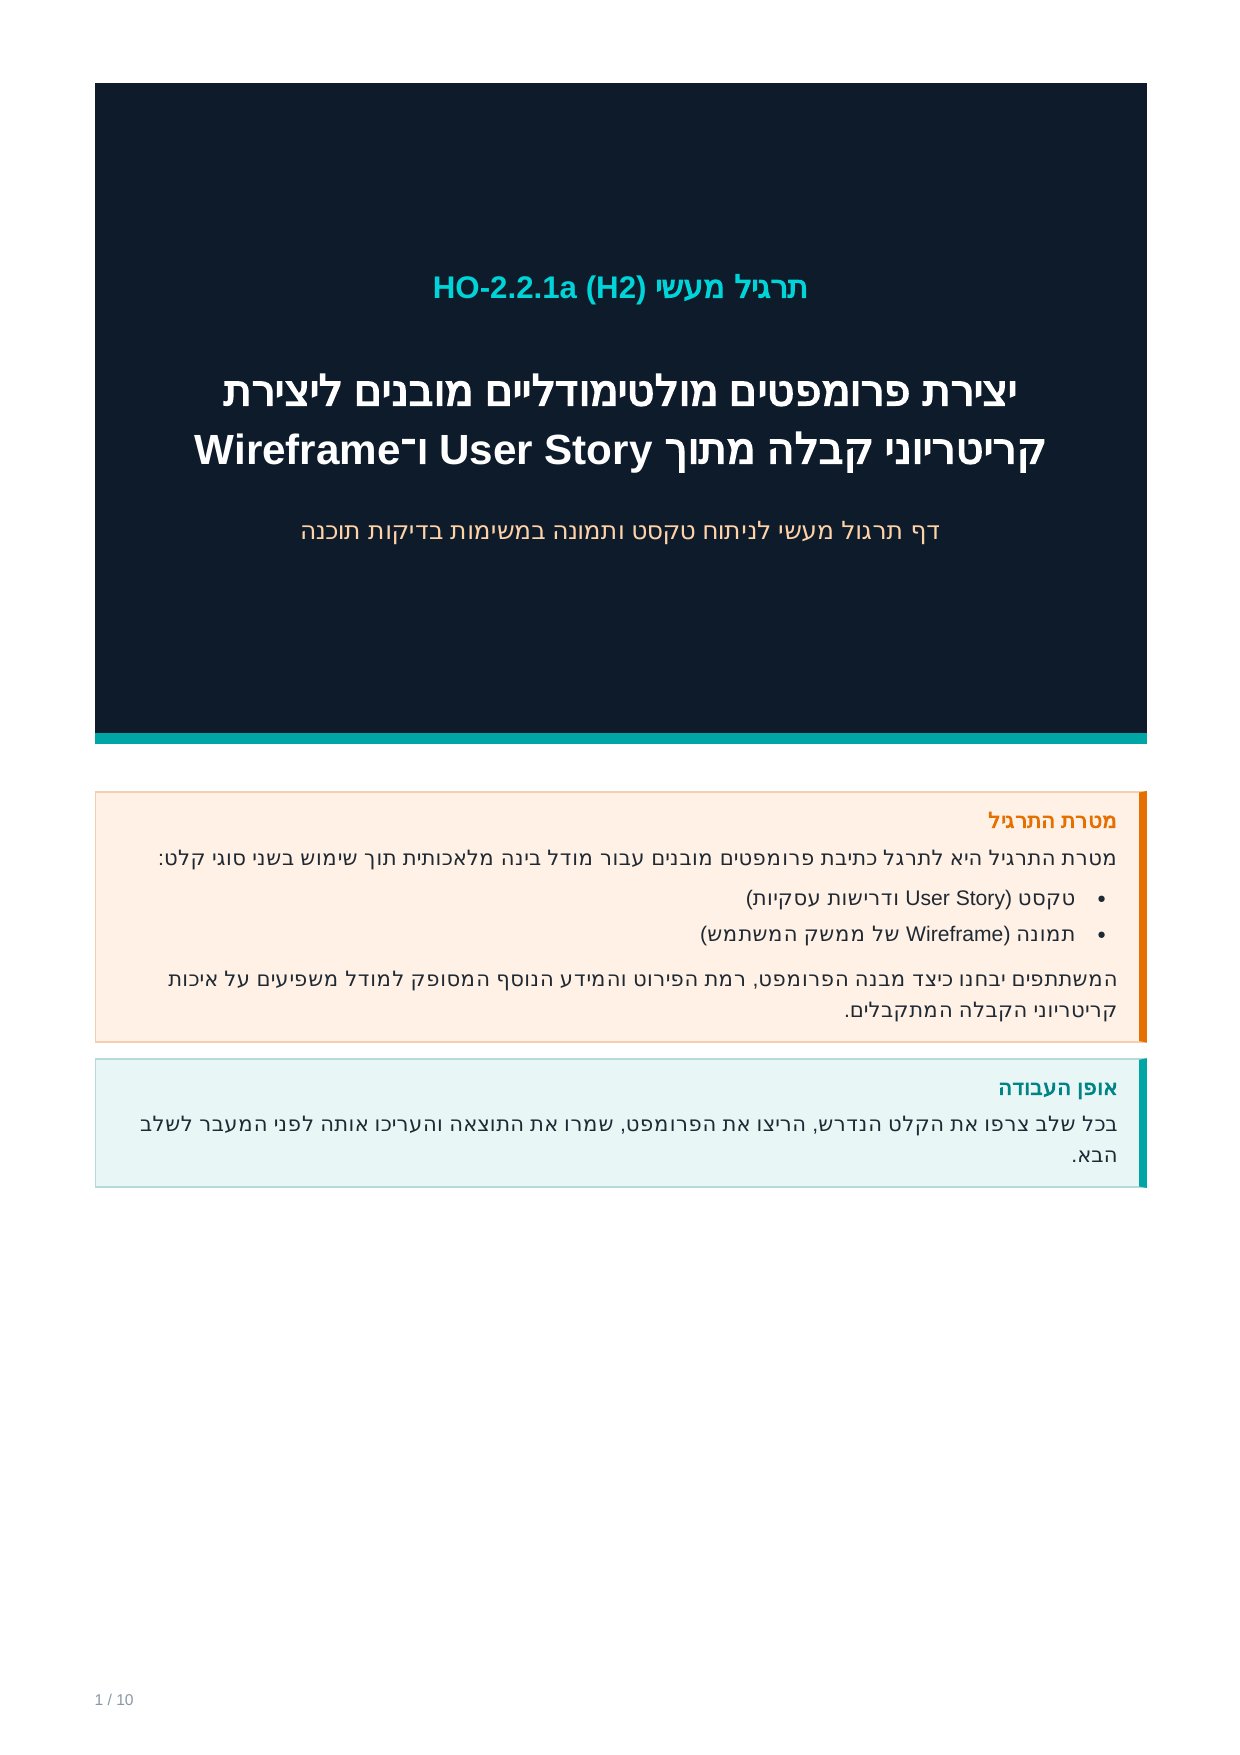 תרגיל מעשי HO-2.2.1a (H2)
יצירת פרומפטים מולטימודליים מובנים ליצירת
קריטריוני קבלה מתוך User Story ו־Wireframe
דף תרגול מעשי לניתוח טקסט ותמונה במשימות בדיקות תוכנה
מטרת התרגיל
מטרת התרגיל היא לתרגל כתיבת פרומפטים מובנים עבור מודל בינה מלאכותית תוך שימוש בשני סוגי קלט:
• טקסט (User Story ודרישות עסקיות)
• תמונה (Wireframe של ממשק המשתמש)
המשתתפים יבחנו כיצד מבנה הפרומפט, רמת הפירוט והמידע הנוסף המסופק למודל משפיעים על איכות
קריטריוני הקבלה המתקבלים.
אופן העבודה
בכל שלב צרפו את הקלט הנדרש, הריצו את הפרומפט, שמרו את התוצאה והעריכו אותה לפני המעבר לשלב
הבא.
1 / 10